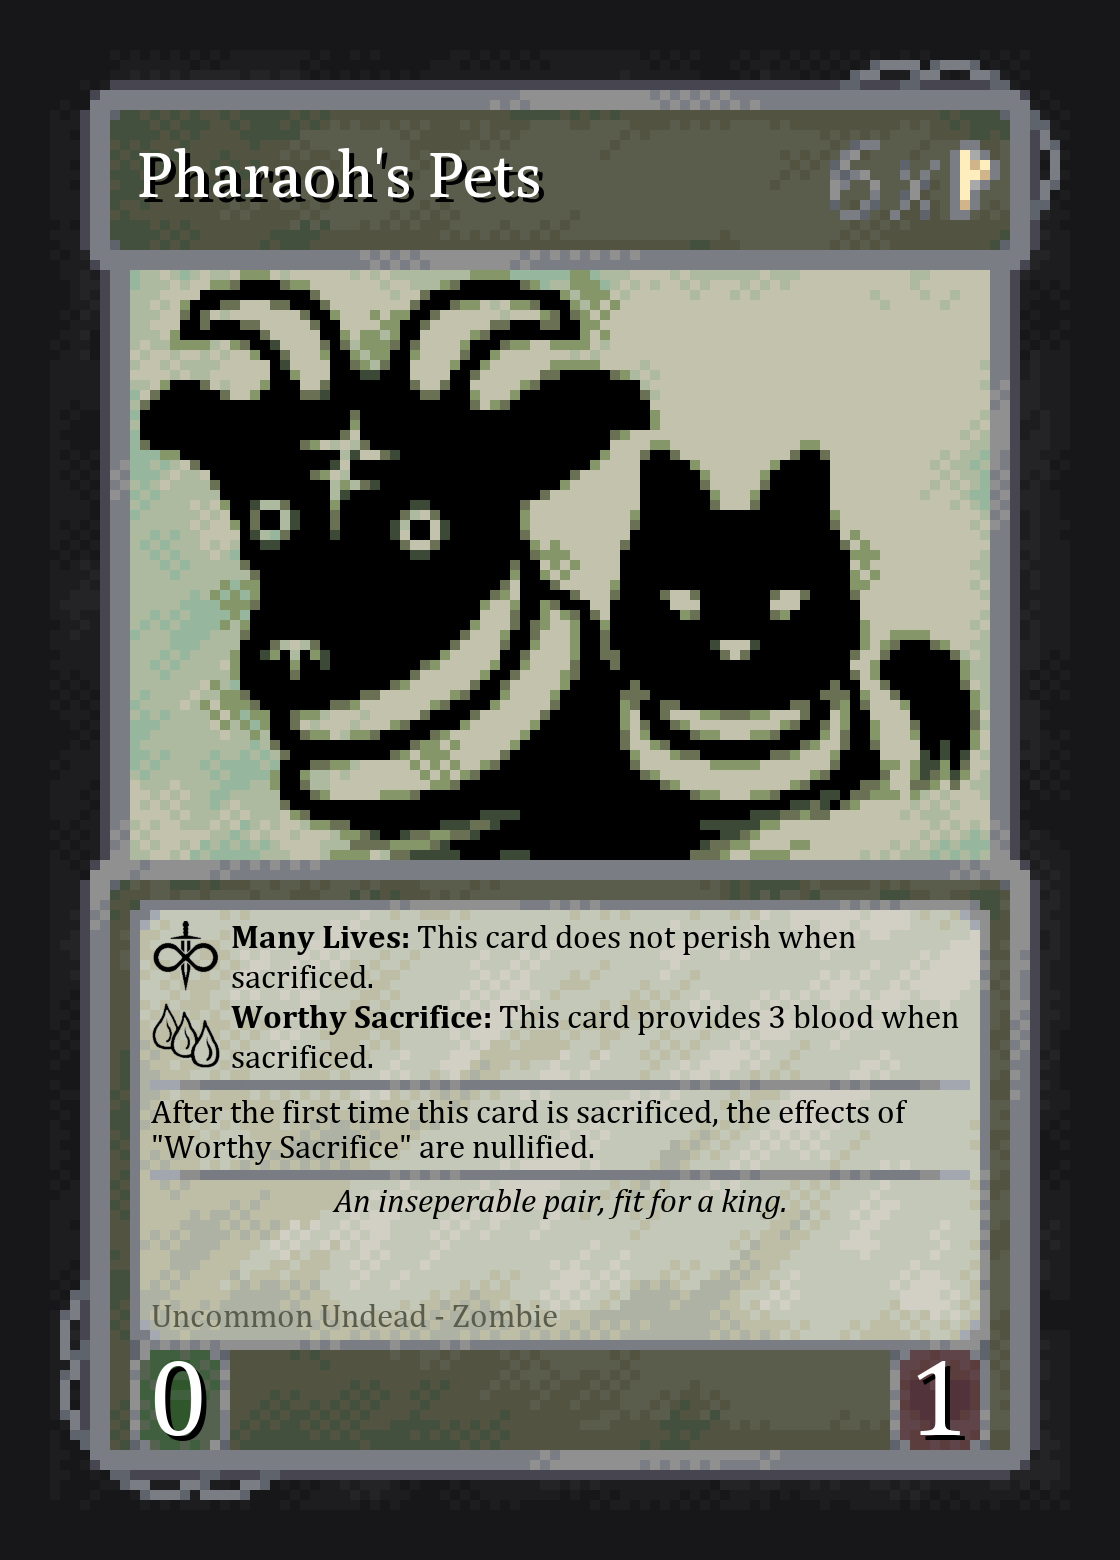 Pharaoh's Pets
6x
Many Lives: This card does not perish when
sacrificed.
Worthy Sacrifice: This card provides 3 blood when
sacrificed.
After the first time this card is sacrificed, the effects of
"Worthy Sacrifice" are nullified.
An inseperable pair, fit for a king.
Uncommon Undead - Zombie
0
1